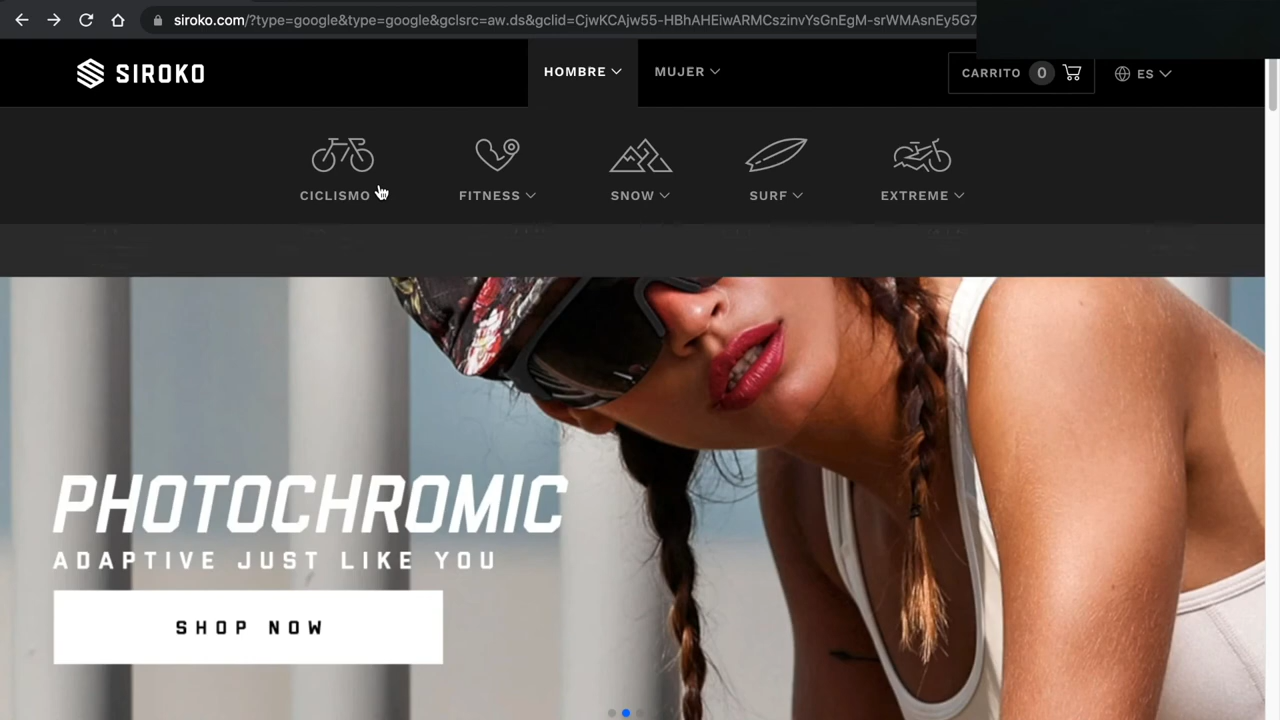 siroko.com/?type=google&type=google&gclsrc=aw.ds&gclid=CjwKCAjw55-HBhAHEiwARMCszinvYsGnEgM-srWMAsnEy5G7
SIROKO
HOMBRE
MUJER
CARRITO 0
ES
CICLISMO
FITNESS
SNOW
SURF
EXTREME
PHOTOCHROMIC
ADAPTIVE JUST LIKE YOU
SHOP NOW